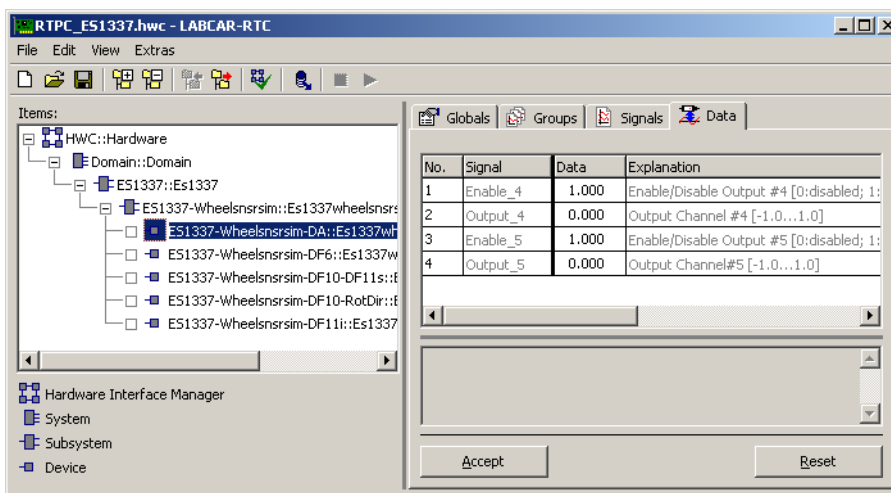 RTPC_ES1337.hwc - LABCAR-RTC
File Edit View Extras
Items:
HWC::Hardware
Domain::Domain
ES1337::Es1337
ES1337-Wheelsnsrsim::Es1337wheelsnsrs
ES1337-Wheelsnsrsim-DA::Es1337wh
ES1337-Wheelsnsrsim-DF6::Es1337w
ES1337-Wheelsnsrsim-DF10-DF11s::E
ES1337-Wheelsnsrsim-DF10-RotDir::E
ES1337-Wheelsnsrsim-DF11i::Es1337
Hardware Interface Manager
System
Subsystem
Device
Globals Groups Signals Data
No. Signal Data Explanation
1 Enable_4 1.000 Enable/Disable Output #4 [0:disabled; 1:
2 Output_4 0.000 Output Channel #4 [-1.0...1.0]
3 Enable_5 1.000 Enable/Disable Output #5 [0:disabled; 1:
4 Output_5 0.000 Output Channel#5 [-1.0...1.0]
Accept Reset